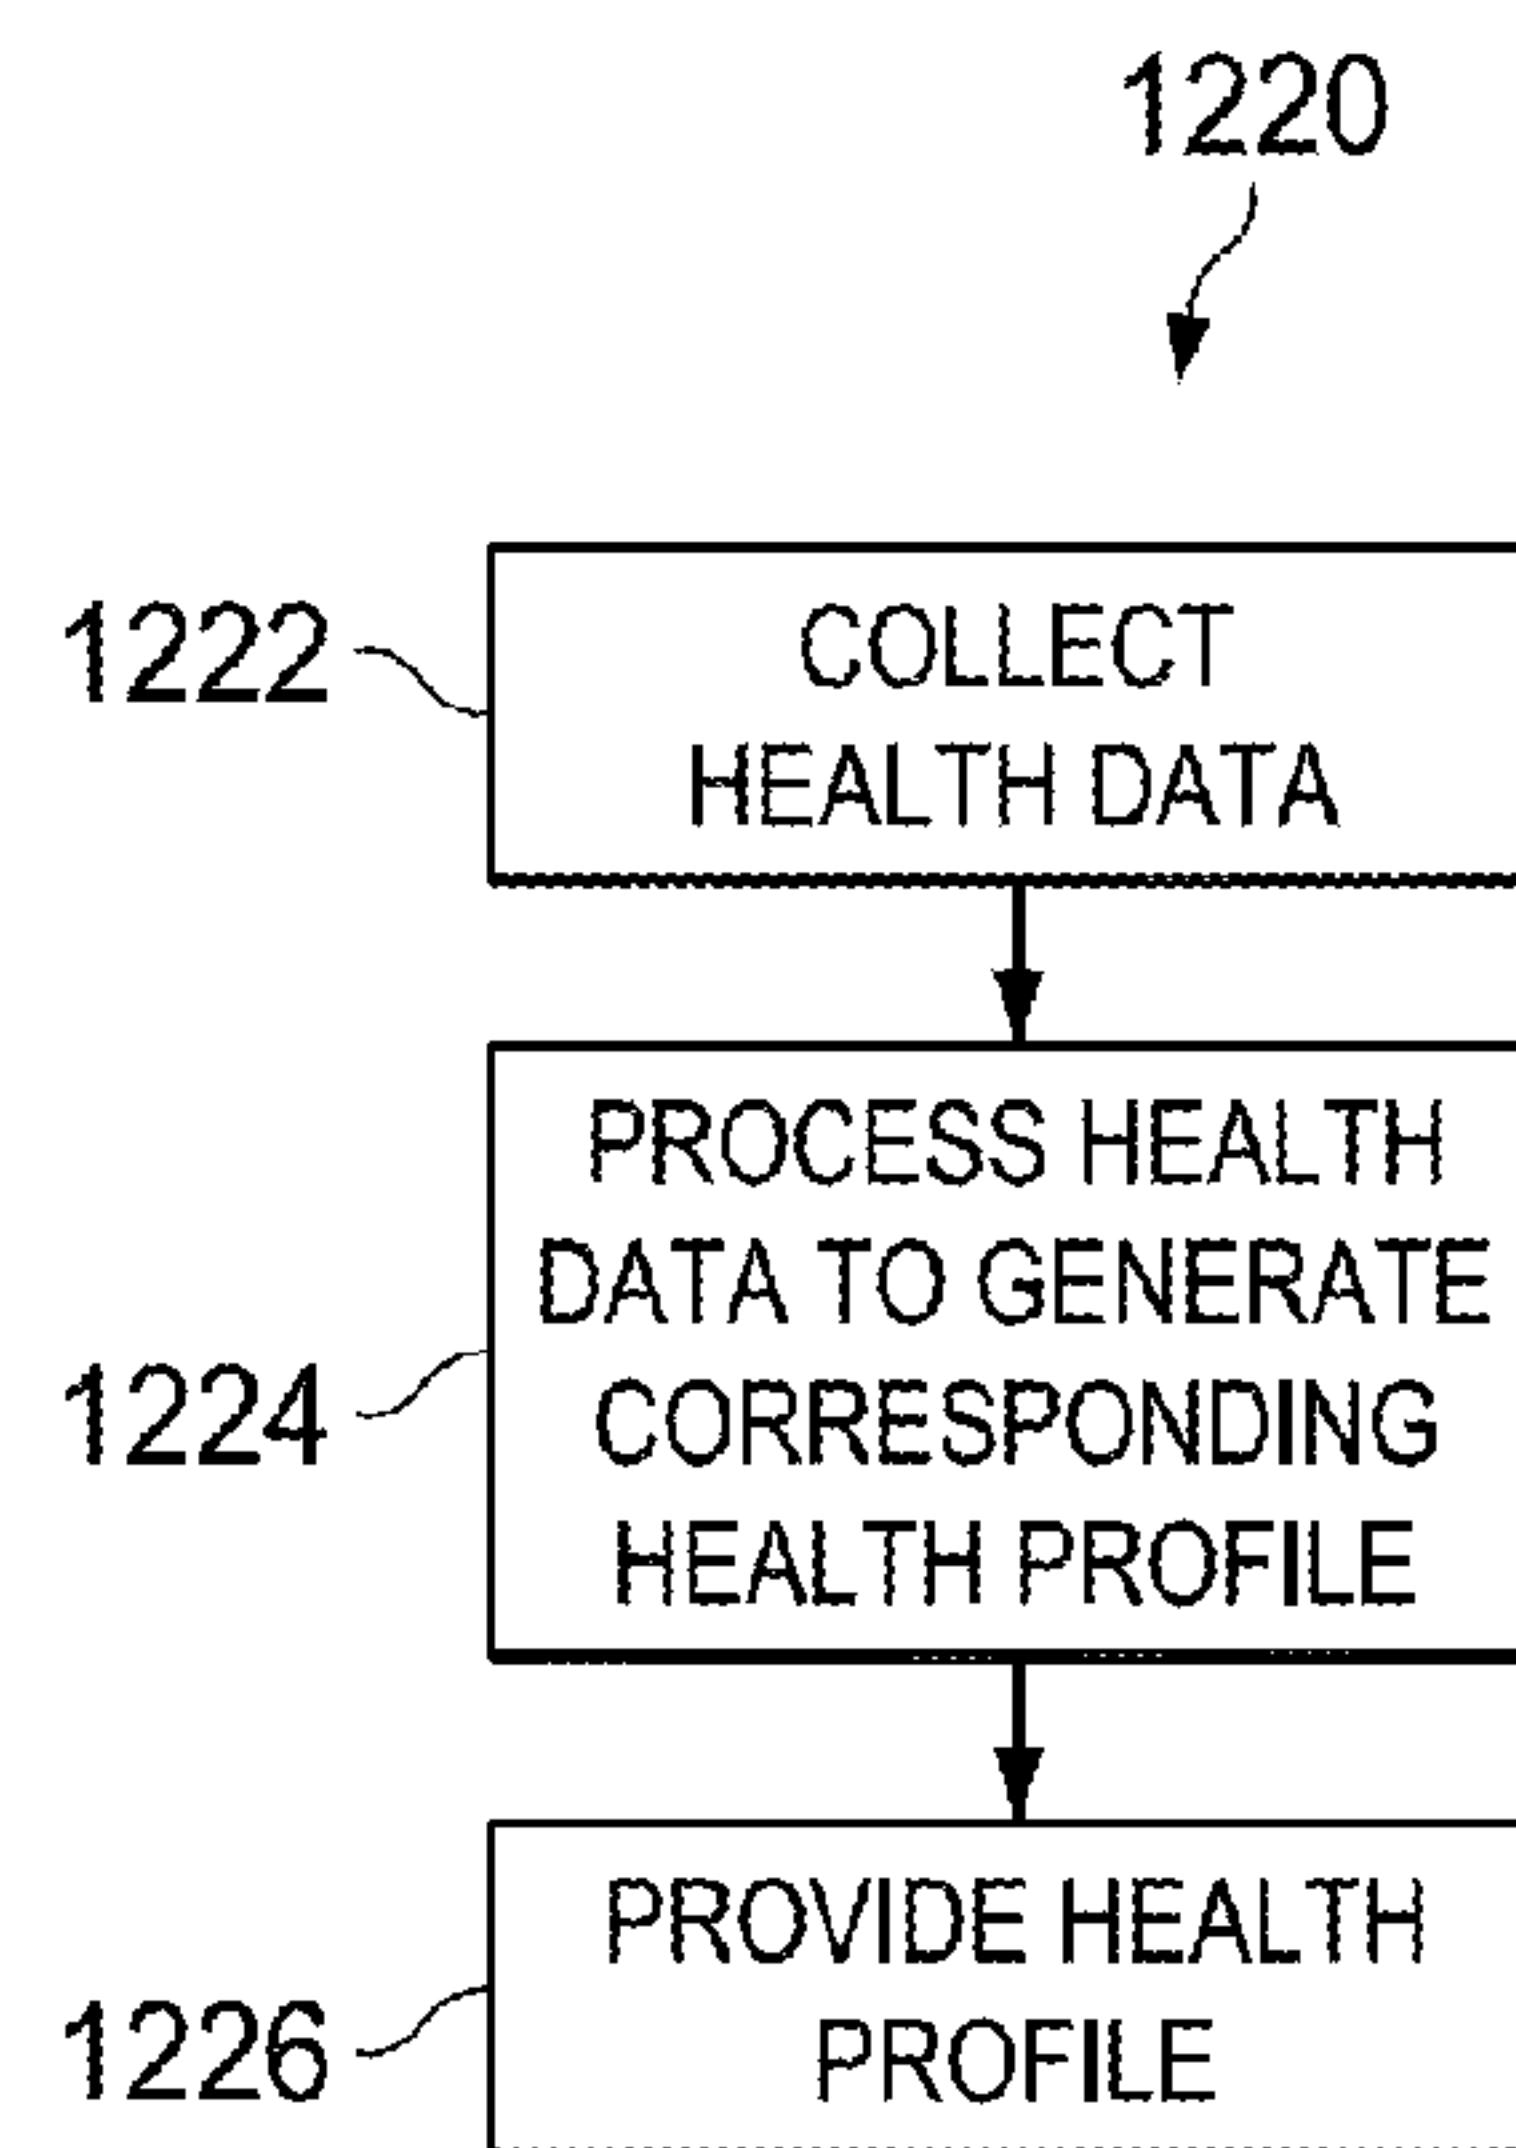 1220
1222
COLLECT
HEALTH DATA
PROCESS HEALTH
DATA TO GENERATE
1224
CORRESPONDING
HEALTH PROFILE
PROVIDE HEALTH
1226
PROFILE